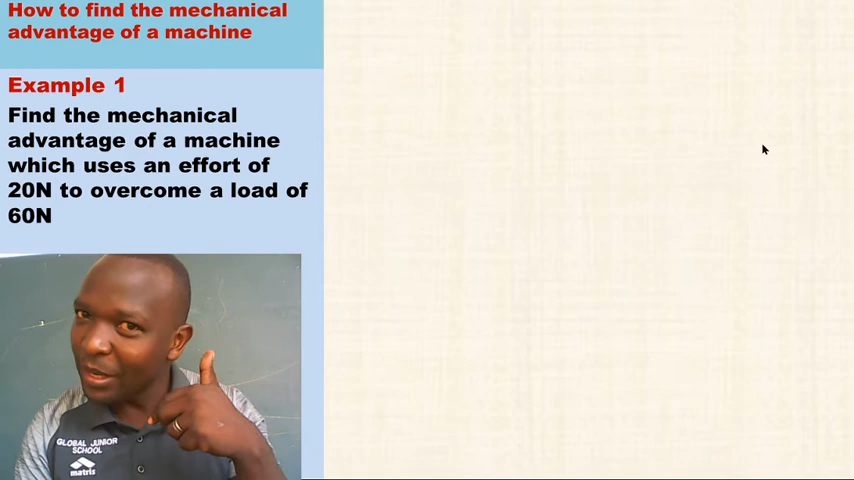 How to find the mechanical
advantage of a machine
Example 1
Find the mechanical
advantage of a machine
which uses an effort of
20N to overcome a load of
60N
GLOBAL JUNIOR
SCHOOL
matris